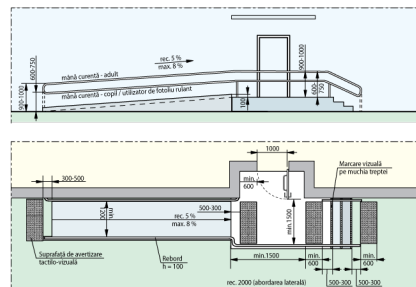 rec. 5 %
max. 8 %
mână curentă - adult
mână curentă - copil / utilizator de fotoliu rulant
900-1000
600-750
100
900-1000
600-
750
1000
Marcare vizuală
pe muchia treptei
300-500
min.
600
min.
1200
500-300
rec. 5 %
max. 8 %
min.1500
Suprafață de avertizare
tactilo-vizuală
Rebord
h = 100
min.1500
min.
600
min.
600
rec. 2000 (abordarea laterală)
500-300
500-300